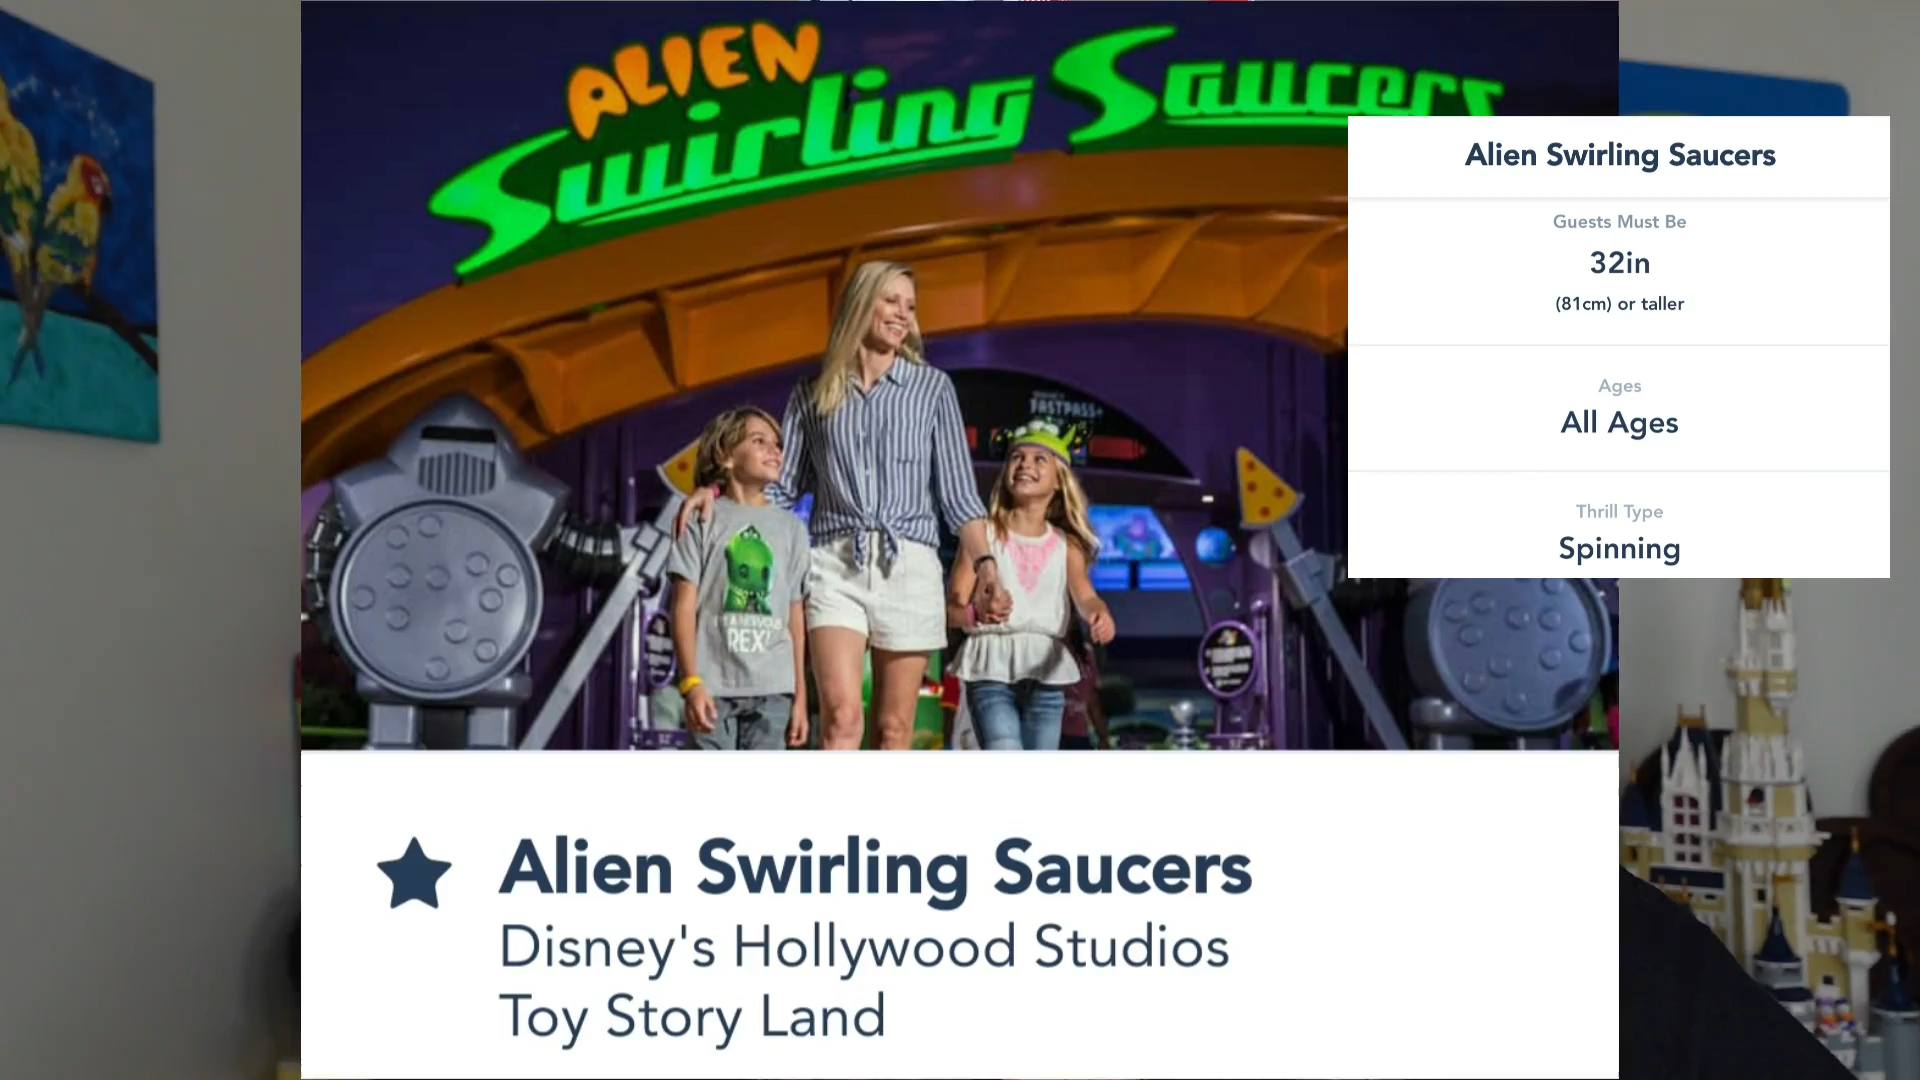 ALIEN
Swirling Saucers
FASTPASS+
REX!
Alien Swirling Saucers
Guests Must Be
32in
(81cm) or taller
Ages
All Ages
Thrill Type
Spinning
Alien Swirling Saucers
Disney's Hollywood Studios
Toy Story Land